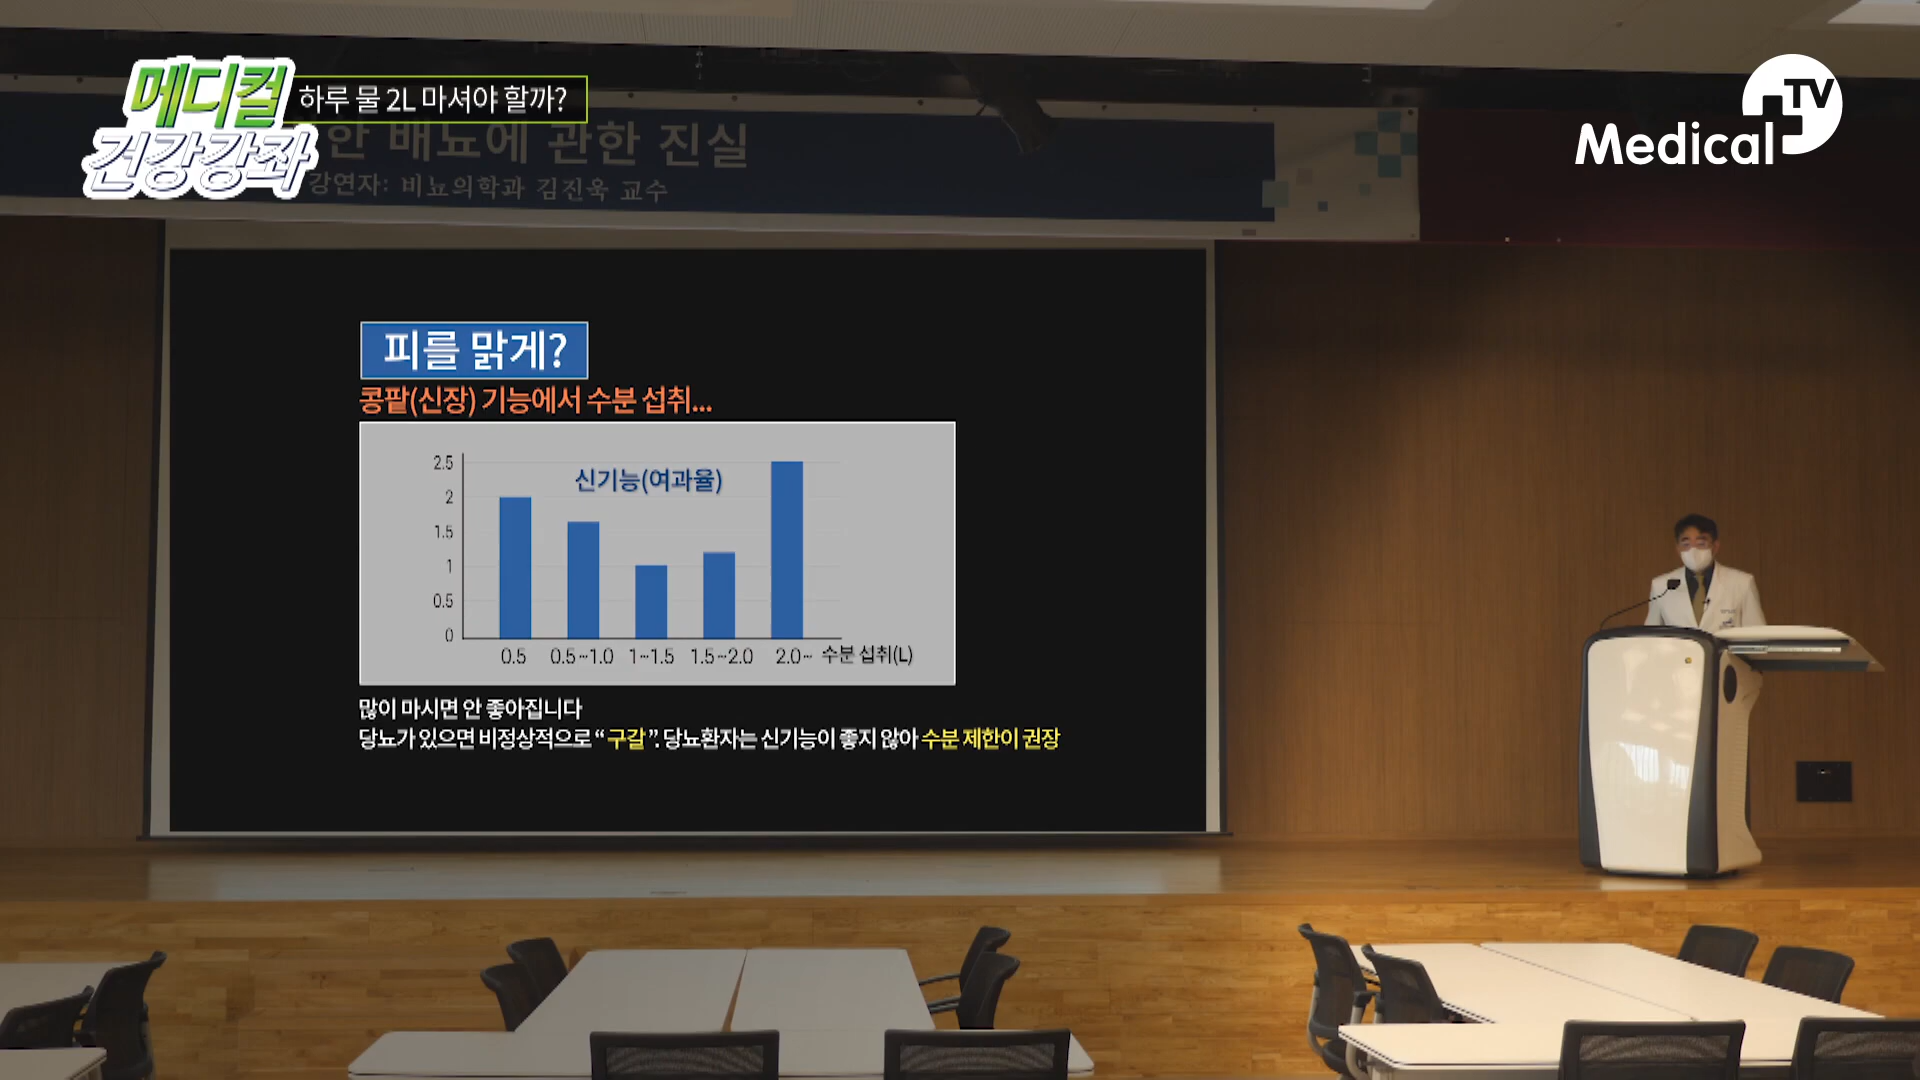 메디컬
건강강좌
하루 물 2L 마셔야 할까?
안 배뇨에 관한 진실
강연자: 비뇨의학과 김진욱 교수
Medical TV
피를 맑게?
콩팥(신장) 기능에서 수분 섭취...
신기능(여과율)
2.5
2
1.5
1
0.5
0
0.5 0.5~1.0 1~1.5 1.5~2.0 2.0~ 수분 섭취(L)
많이 마시면 안 좋아집니다
당뇨가 있으면 비정상적으로 “구갈”. 당뇨환자는 신기능이 좋지 않아 수분 제한이 권장